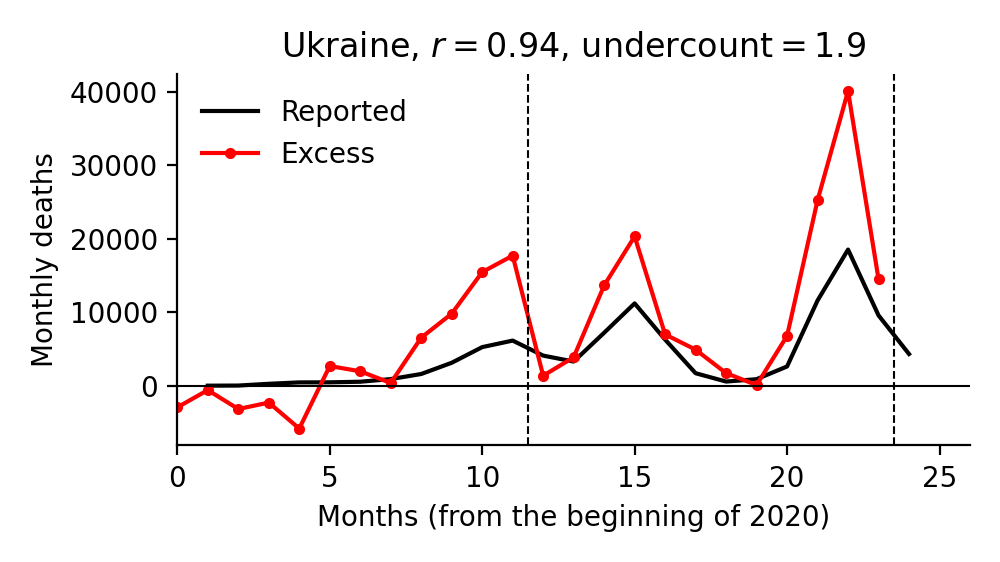 Ukraine, r = 0.94, undercount = 1.9
40000
30000
20000
10000
0
Monthly deaths
Reported
Excess
0 5 10 15 20 25
Months (from the beginning of 2020)